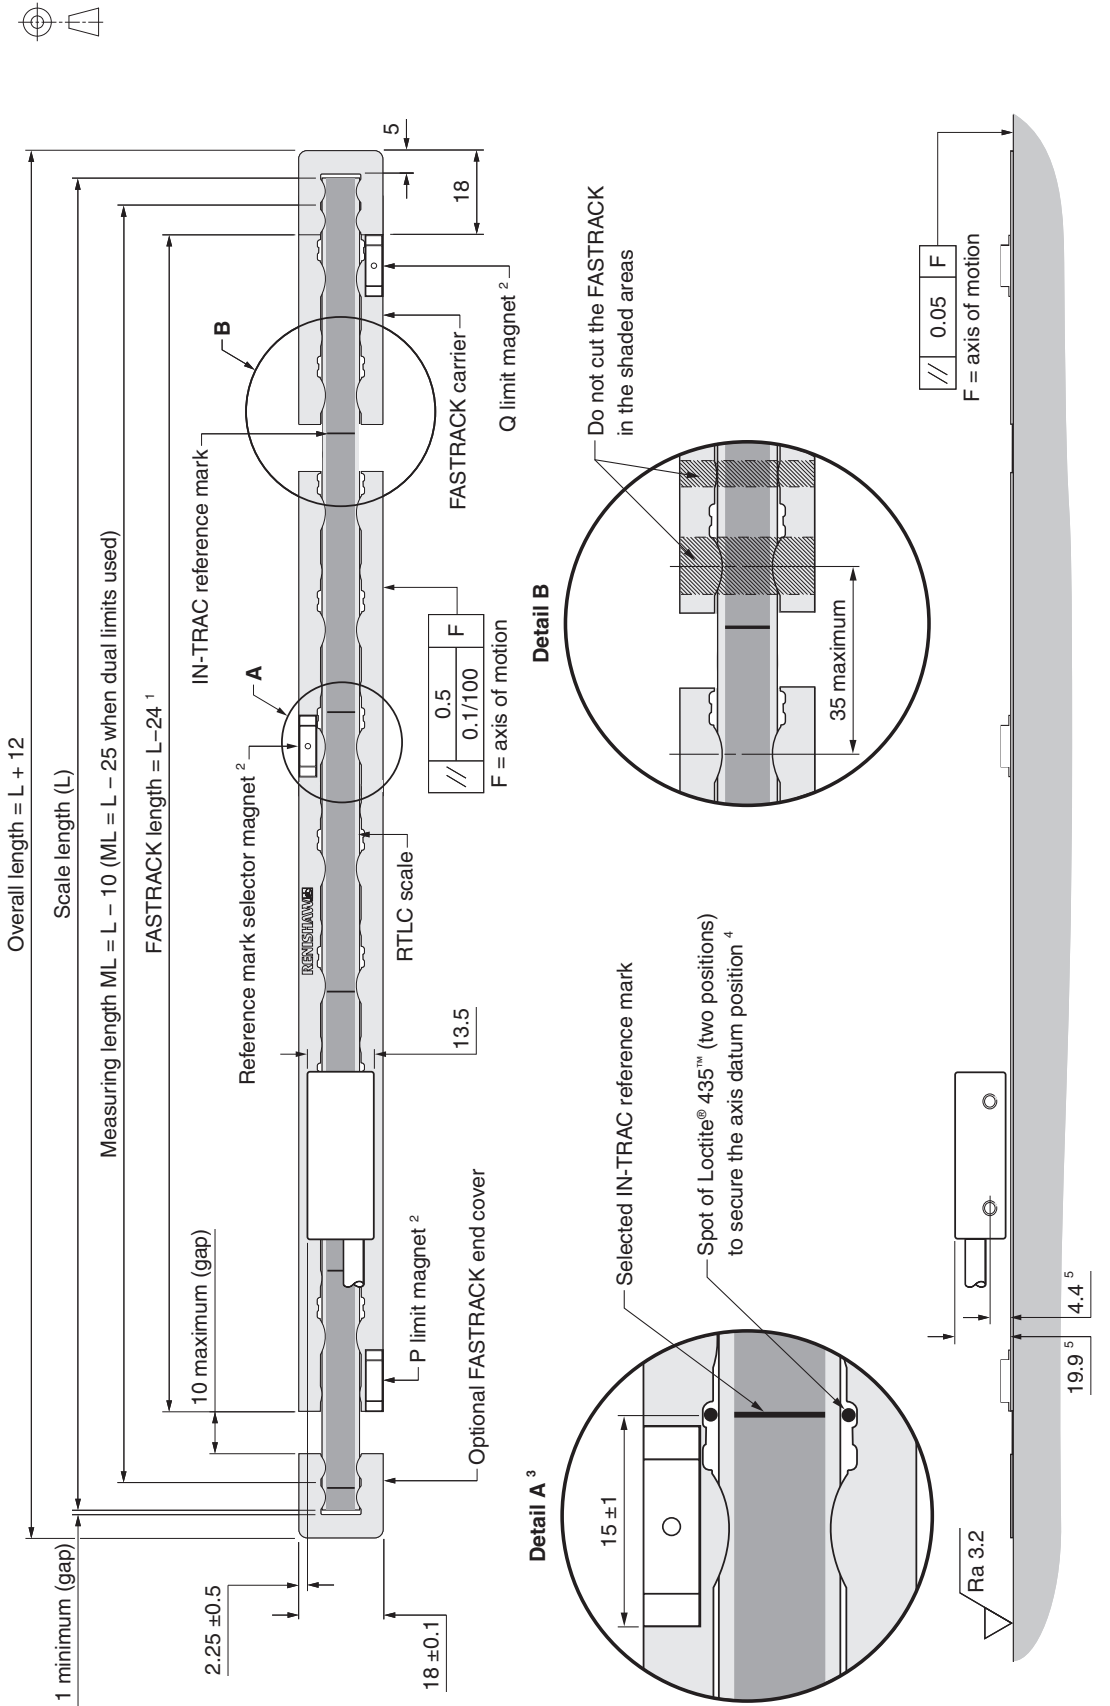 Overall length = L + 12
Scale length (L)
Measuring length ML = L − 10 (ML = L − 25 when dual limits used)
FASTRACK length = L−24 ¹
1 minimum (gap)
10 maximum (gap)
2.25 ±0.5
18 ±0.1
Reference mark selector magnet ²
IN-TRAC reference mark
A
B
5
18
RENISHAW
13.5
P limit magnet ²
Optional FASTRACK end cover
RTLC scale
// 0.5 F
0.1/100
F = axis of motion
FASTRACK carrier
Q limit magnet ²
Detail A ³
15 ±1
Selected IN-TRAC reference mark
Spot of Loctite® 435™ (two positions)
to secure the axis datum position ⁴
Detail B
35 maximum
Do not cut the FASTRACK
in the shaded areas
Ra 3.2
19.9 ⁵
4.4 ⁵
// 0.05 F
F = axis of motion